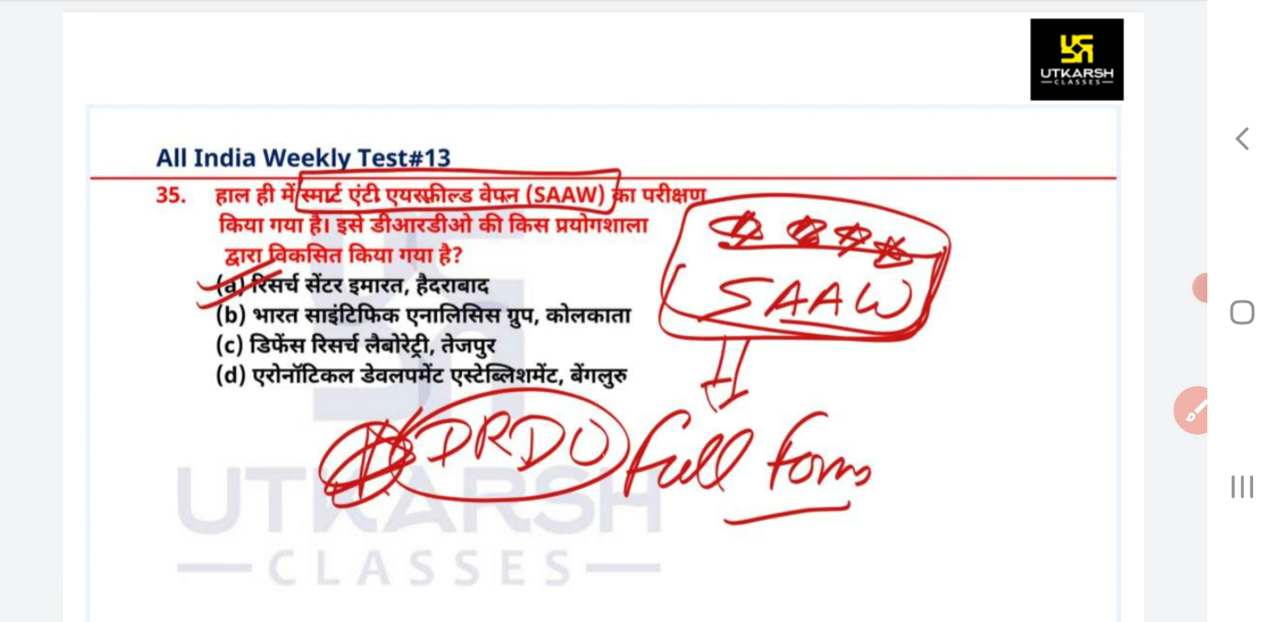 UTKARSH
CLASSES
All India Weekly Test#13
35. हाल ही में स्मार्ट एंटी एयरफ़ील्ड वेपन (SAAW) का परीक्षण
किया गया है। इसे डीआरडीओ की किस प्रयोगशाला
द्वारा विकसित किया गया है?
(a) रिसर्च सेंटर इमारत, हैदराबाद
(b) भारत साइंटिफिक एनालिसिस ग्रुप, कोलकाता
(c) डिफेंस रिसर्च लैबोरेट्री, तेजपुर
(d) एरोनॉटिकल डेवलपमेंट एस्टेब्लिशमेंट, बेंगलुरु
SAAW
DRDO full form
UTKARSH
CLASSES